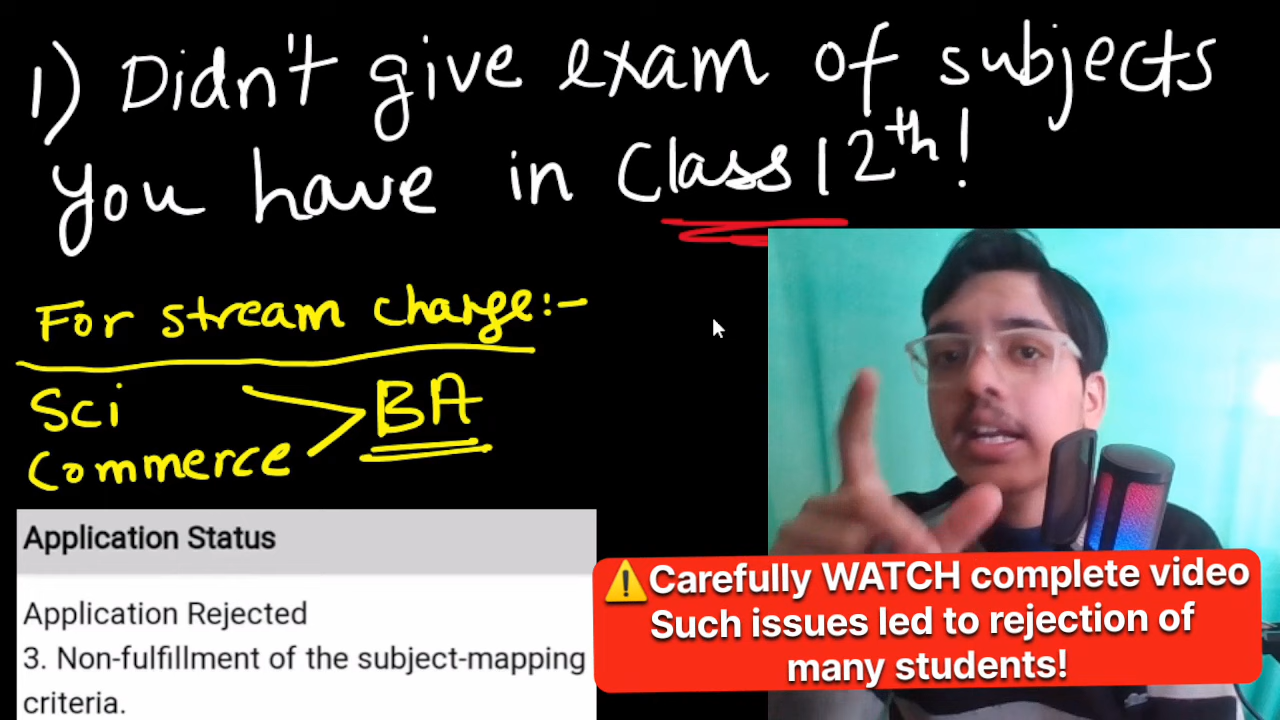 1) Didn't give exam of subjects
you have in Class 12th!
For stream charge:-
Sci
Commerce
BA
Application Status
Application Rejected
3. Non-fulfillment of the subject-mapping
criteria.
⚠️Carefully WATCH complete video
Such issues led to rejection of
many students!